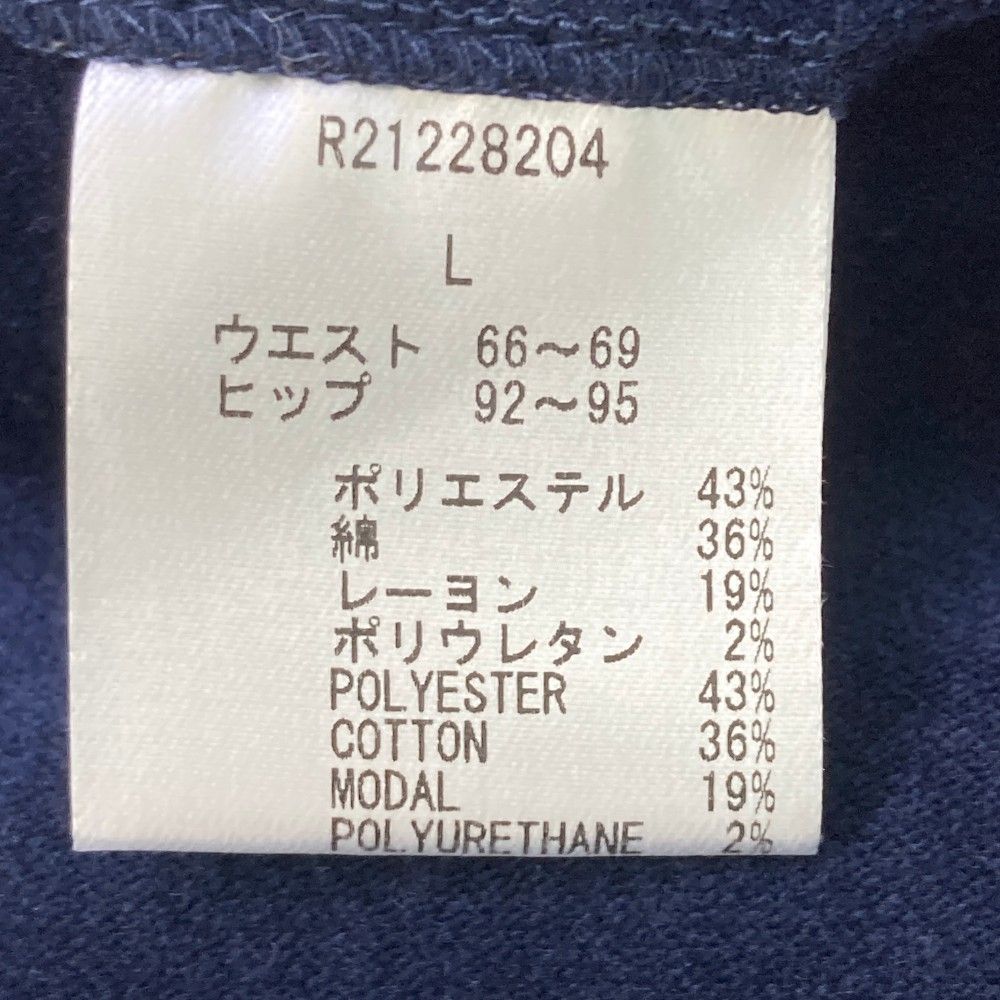 R21228204
L
ウエスト 66〜69
ヒップ 92〜95
ポリエステル 43%
綿 36%
レーヨン 19%
ポリウレタン 2%
POLYESTER 43%
COTTON 36%
MODAL 19%
POLYURETHANE 2%